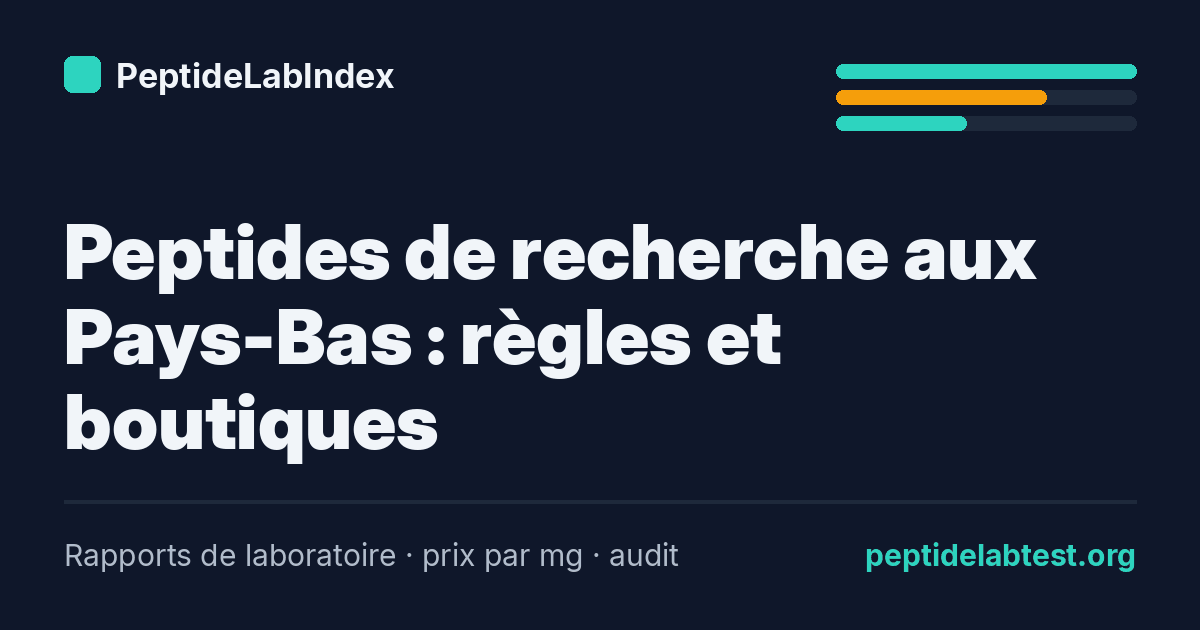 PeptideLabIndex
Peptides de recherche aux
Pays-Bas : règles et
boutiques
Rapports de laboratoire · prix par mg · audit
peptidelabtest.org